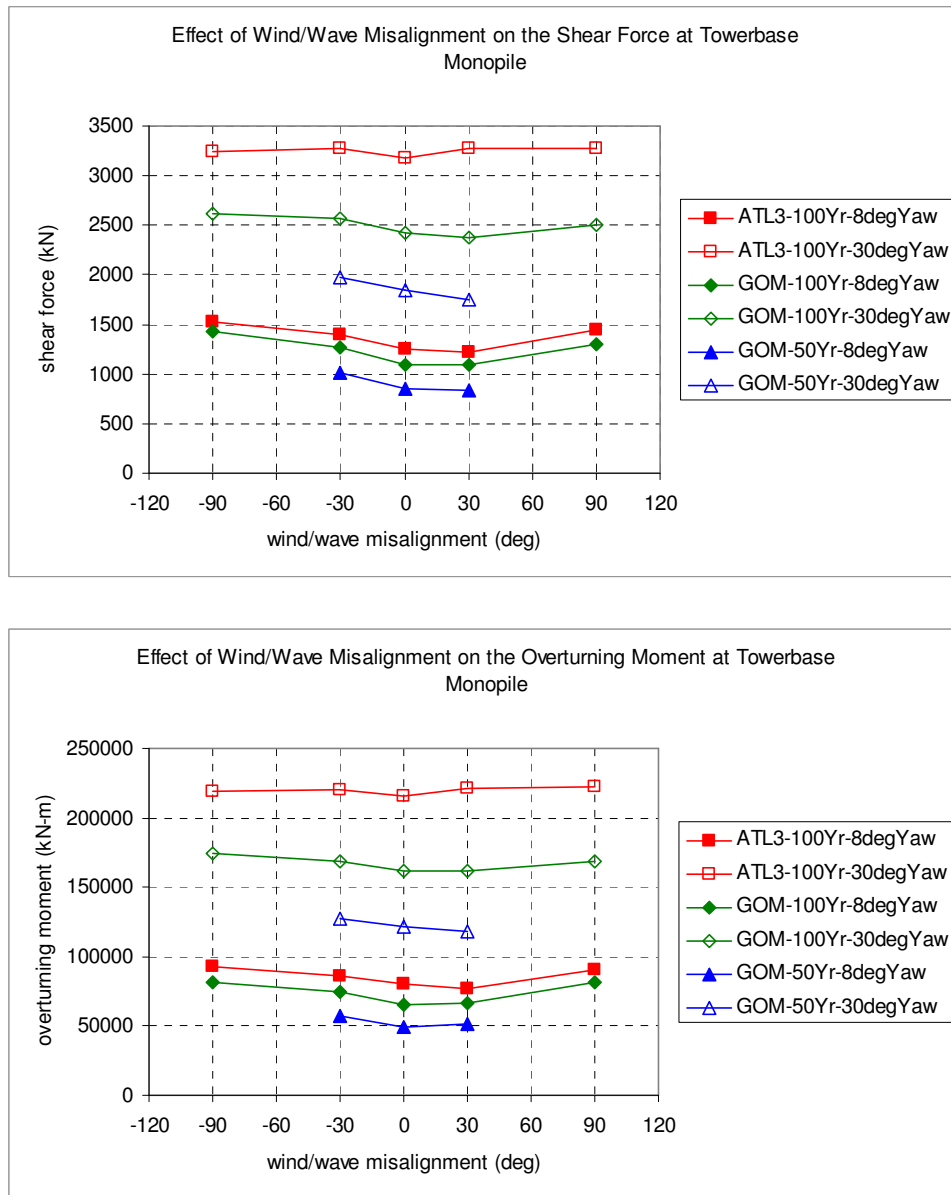 Effect of Wind/Wave Misalignment on the Shear Force at Towerbase
Monopile
shear force (kN)
3500
3000
2500
2000
1500
1000
500
0
-120 -90 -60 -30 0 30 60 90 120
wind/wave misalignment (deg)
ATL3-100Yr-8degYaw
ATL3-100Yr-30degYaw
GOM-100Yr-8degYaw
GOM-100Yr-30degYaw
GOM-50Yr-8degYaw
GOM-50Yr-30degYaw
Effect of Wind/Wave Misalignment on the Overturning Moment at Towerbase
Monopile
overturning moment (kN-m)
250000
200000
150000
100000
50000
0
-120 -90 -60 -30 0 30 60 90 120
wind/wave misalignment (deg)
ATL3-100Yr-8degYaw
ATL3-100Yr-30degYaw
GOM-100Yr-8degYaw
GOM-100Yr-30degYaw
GOM-50Yr-8degYaw
GOM-50Yr-30degYaw